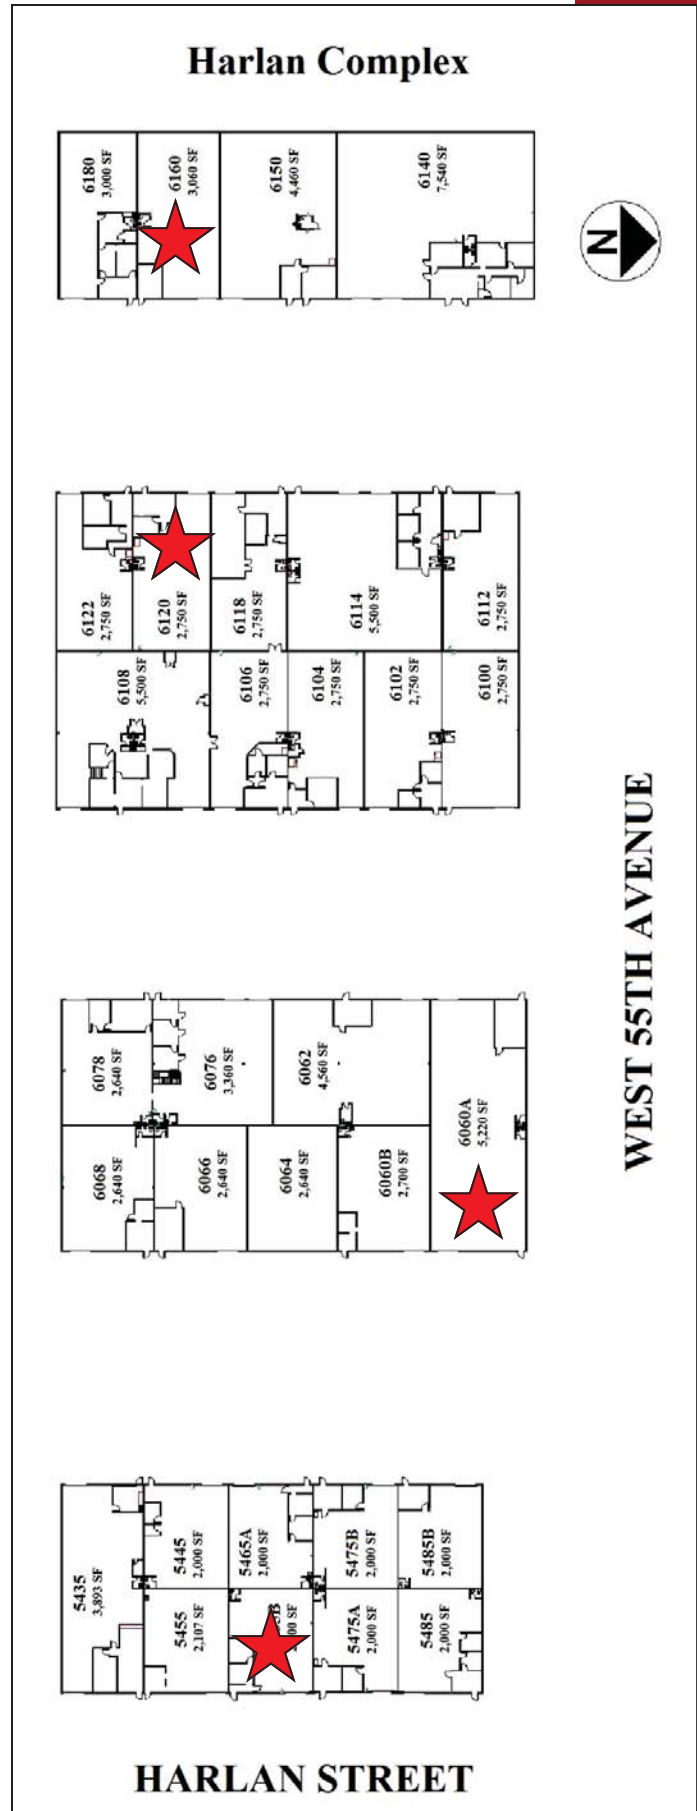 Harlan Complex
6180
3,000 SF
6160
3,060 SF
6150
4,460 SF
6140
7,540 SF
N
6122
2,750 SF
6120
2,750 SF
6118
2,750 SF
6114
5,500 SF
6112
2,750 SF
6108
5,500 SF
6106
2,750 SF
6104
2,750 SF
6102
2,750 SF
6100
2,750 SF
WEST 55TH AVENUE
6078
2,640 SF
6076
3,360 SF
6062
4,560 SF
6060A
5,220 SF
6068
2,640 SF
6066
2,640 SF
6064
2,640 SF
6060B
2,700 SF
5435
3,893 SF
5445
2,000 SF
5465A
2,000 SF
5475B
2,000 SF
5485B
2,000 SF
5455
2,107 SF
SF
5475A
2,000 SF
5485
2,000 SF
HARLAN STREET